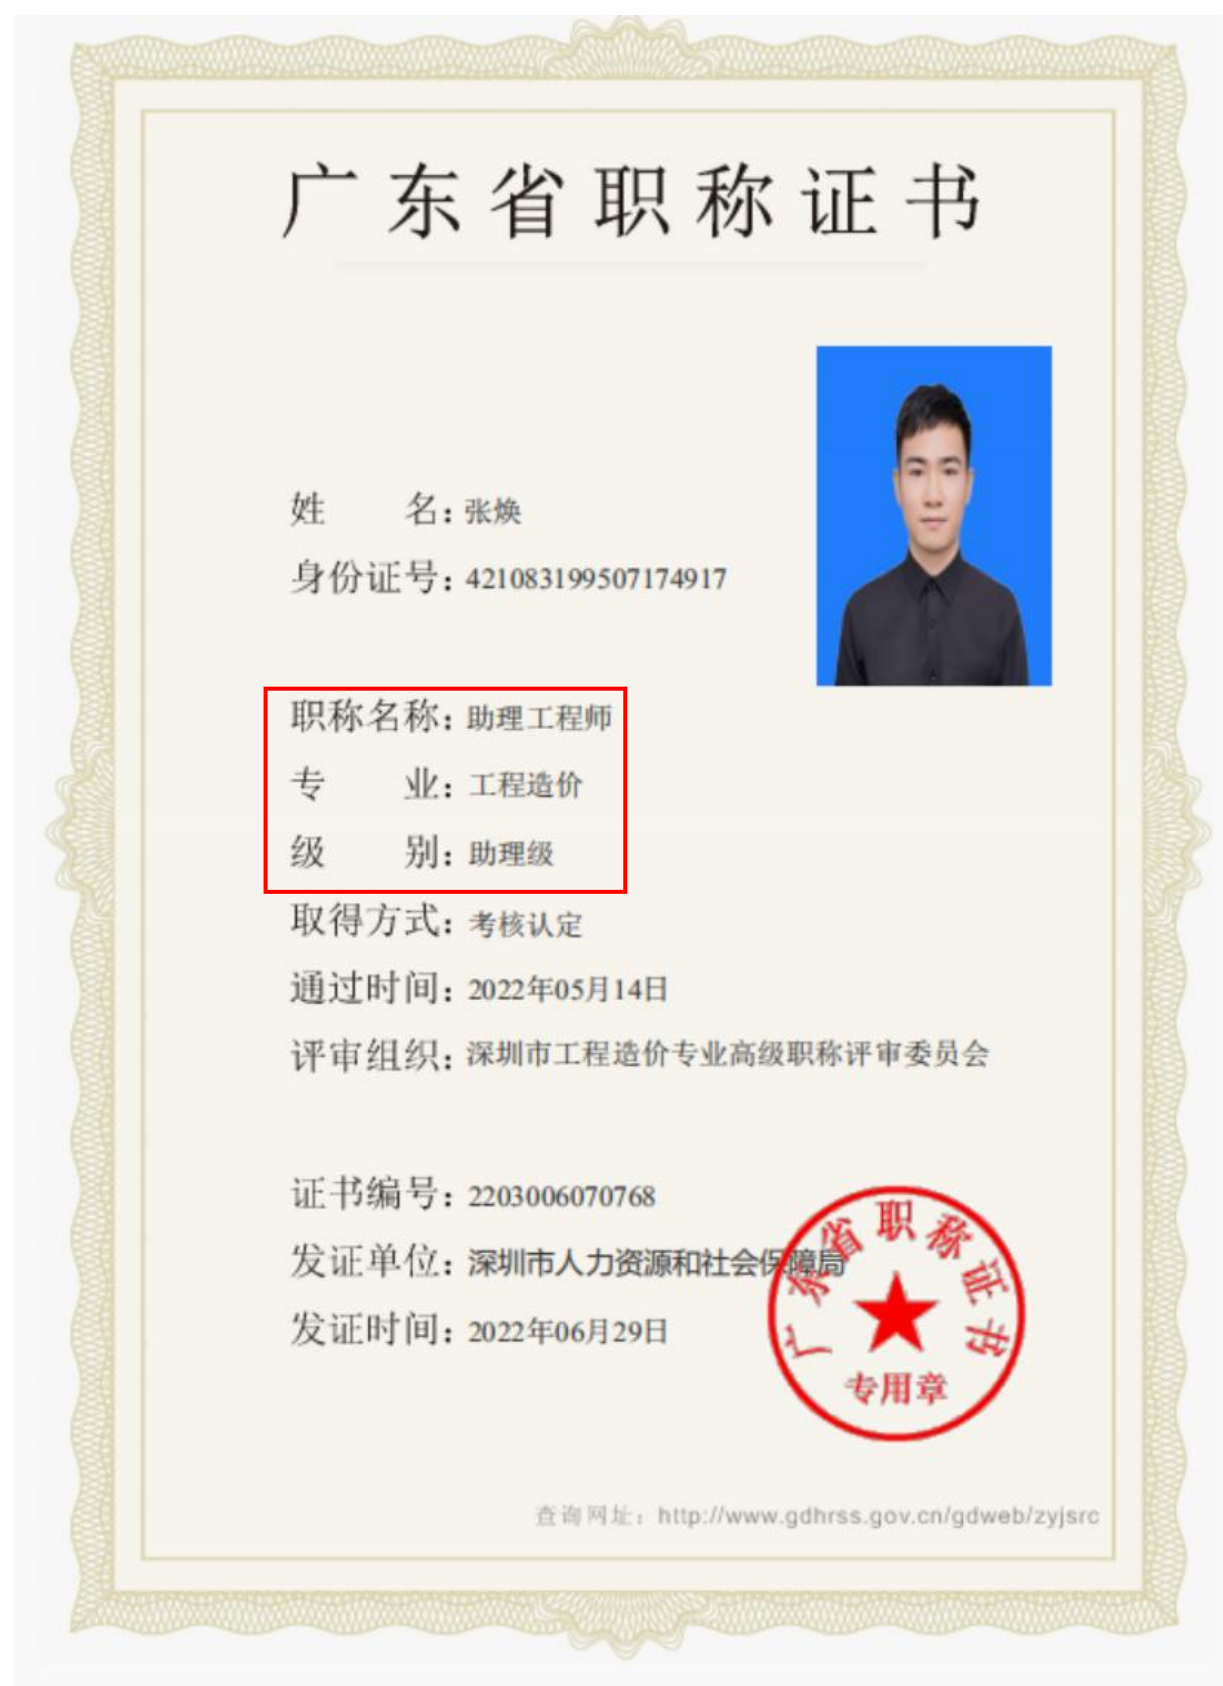 广东省职称证书
姓名：张焕
身份证号：421083199507174917
职称名称：助理工程师
专业：工程造价
级别：助理级
取得方式：考核认定
通过时间：2022年05月14日
评审组织：深圳市工程造价专业高级职称评审委员会
证书编号：2203006070768
发证单位：深圳市人力资源和社会保障局
发证时间：2022年06月29日
广东省职称证书
专用章
查询网址：http://www.gdhrss.gov.cn/gdweb/zyjsrc